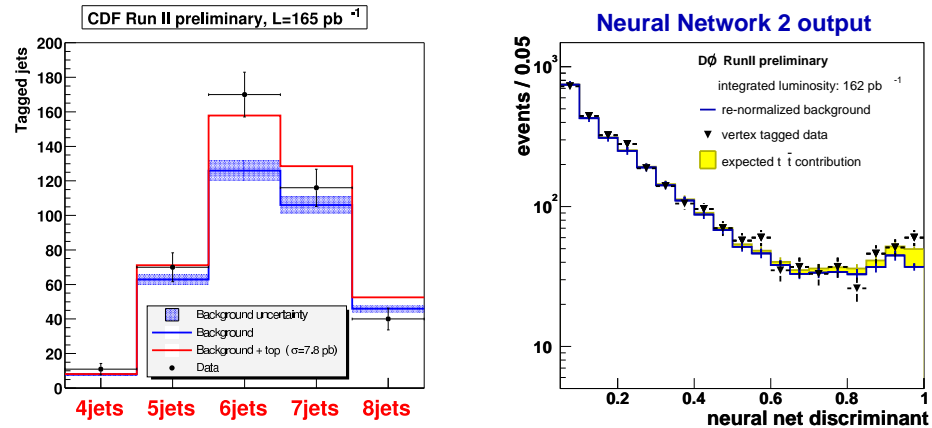 CDF Run II preliminary, L=165 pb -1
Tagged jets
200
180
160
140
120
100
80
60
40
20
0
Background uncertainty
Background
Background + top (σ=7.8 pb)
Data
4jets 5jets 6jets 7jets 8jets
Neural Network 2 output
events / 0.05
10 3
10 2
10
DØ RunII preliminary
integrated luminosity: 162 pb -1
re-normalized background
vertex tagged data
expected t t̄ contribution
0.2 0.4 0.6 0.8 1
neural net discriminant